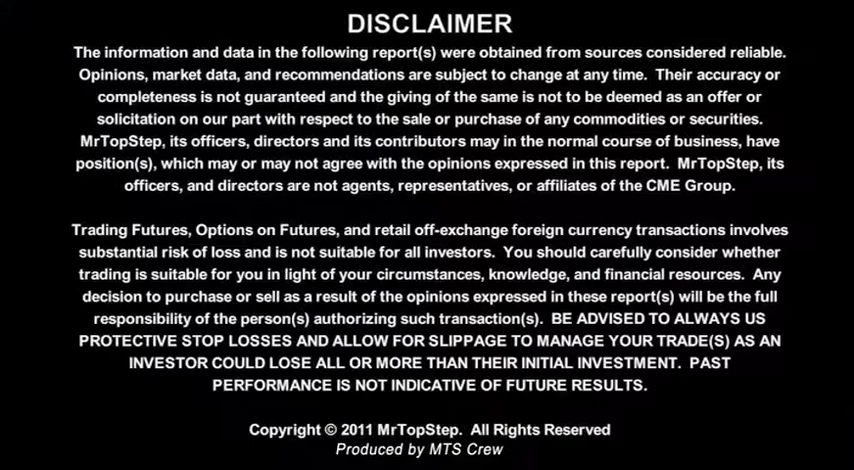 DISCLAIMER
The information and data in the following report(s) were obtained from sources considered reliable.
Opinions, market data, and recommendations are subject to change at any time. Their accuracy or
completeness is not guaranteed and the giving of the same is not to be deemed as an offer or
solicitation on our part with respect to the sale or purchase of any commodities or securities.
MrTopStep, its officers, directors and its contributors may in the normal course of business, have
position(s), which may or may not agree with the opinions expressed in this report. MrTopStep, its
officers, and directors are not agents, representatives, or affiliates of the CME Group.
Trading Futures, Options on Futures, and retail off-exchange foreign currency transactions involves
substantial risk of loss and is not suitable for all investors. You should carefully consider whether
trading is suitable for you in light of your circumstances, knowledge, and financial resources. Any
decision to purchase or sell as a result of the opinions expressed in these report(s) will be the full
responsibility of the person(s) authorizing such transaction(s). BE ADVISED TO ALWAYS US
PROTECTIVE STOP LOSSES AND ALLOW FOR SLIPPAGE TO MANAGE YOUR TRADE(S) AS AN
INVESTOR COULD LOSE ALL OR MORE THAN THEIR INITIAL INVESTMENT. PAST
PERFORMANCE IS NOT INDICATIVE OF FUTURE RESULTS.
Copyright © 2011 MrTopStep. All Rights Reserved
Produced by MTS Crew